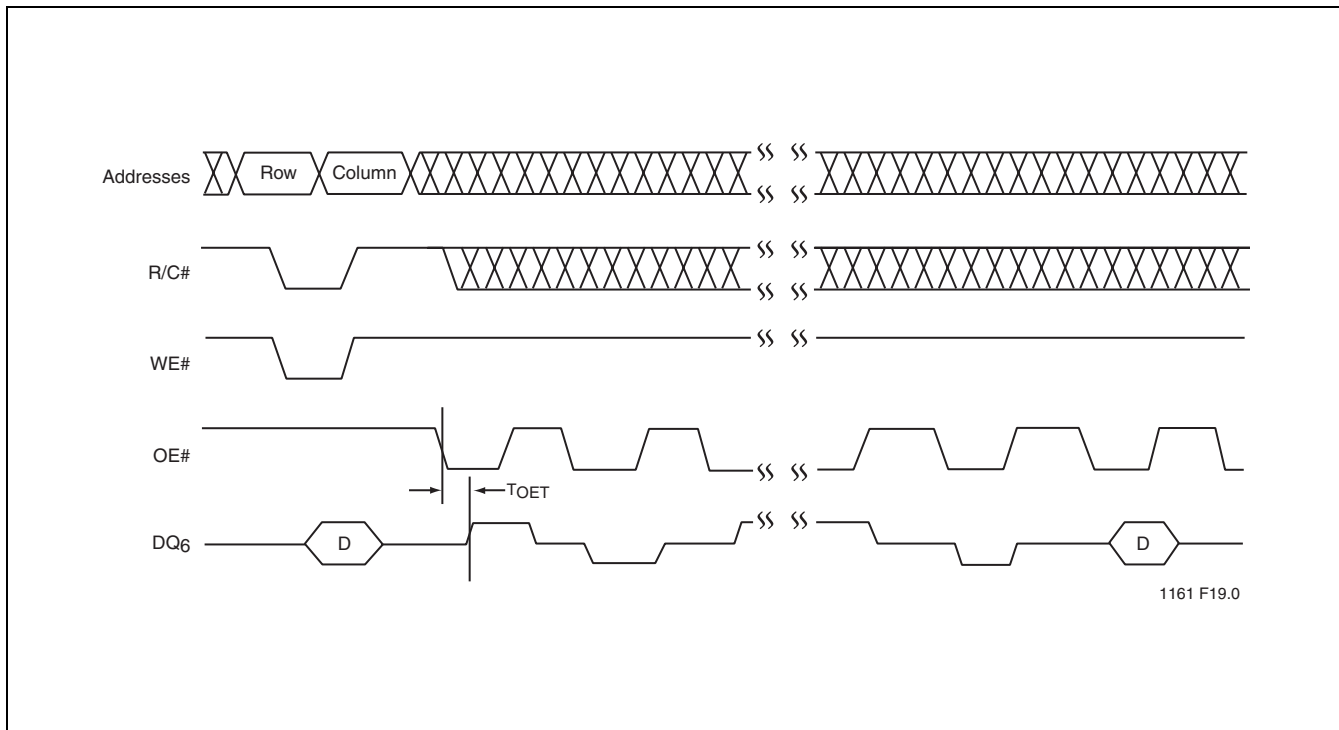 Addresses
Row
Column
R/C#
WE#
OE#
TOET
DQ6
D
D
1161 F19.0